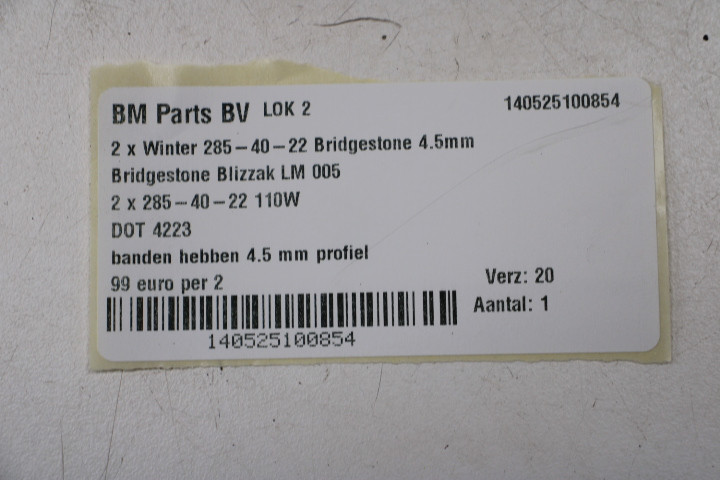 BM Parts BV LOK 2 140525100854
2 x Winter 285-40-22 Bridgestone 4.5mm
Bridgestone Blizzak LM 005
2 x 285-40-22 110W
DOT 4223
banden hebben 4.5 mm profiel
99 euro per 2 Verz: 20
Aantal: 1
140525100854